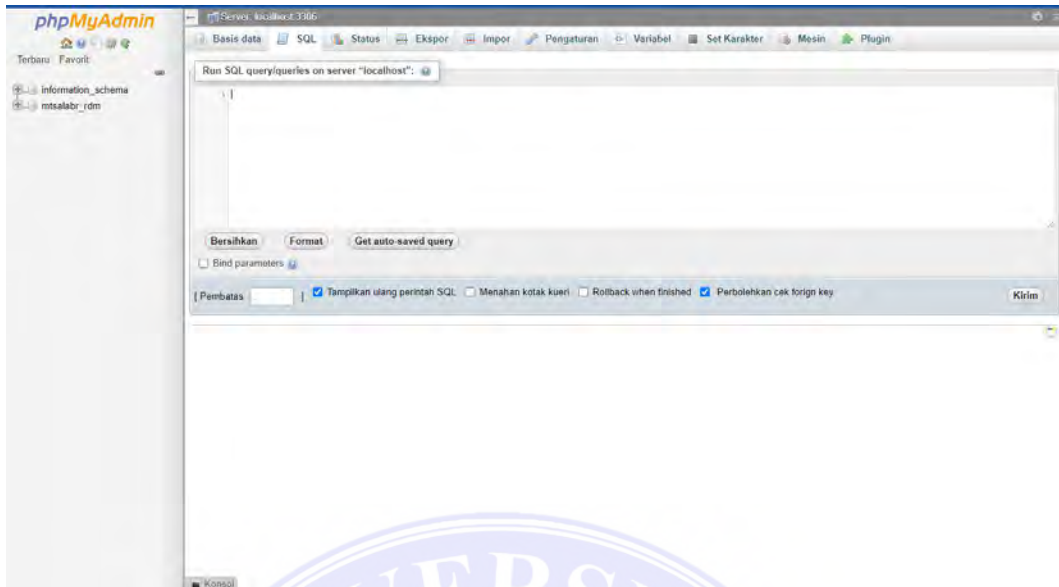 phpMyAdmin
Terbaru Favorit
information_schema
mtsalabr_rdm
Server: localhost:3306
Basis data SQL Status Ekspor Impor Pengaturan Variabel Set Karakter Mesin Plugin
Run SQL query/queries on server "localhost":
1
Bersihkan Format Get auto-saved query
Bind parameters
[ Pembatas ] Tampilkan ulang perintah SQL Menahan kotak kueri Rollback when finished Perbolehkan cek forign key Kirim
Konsol